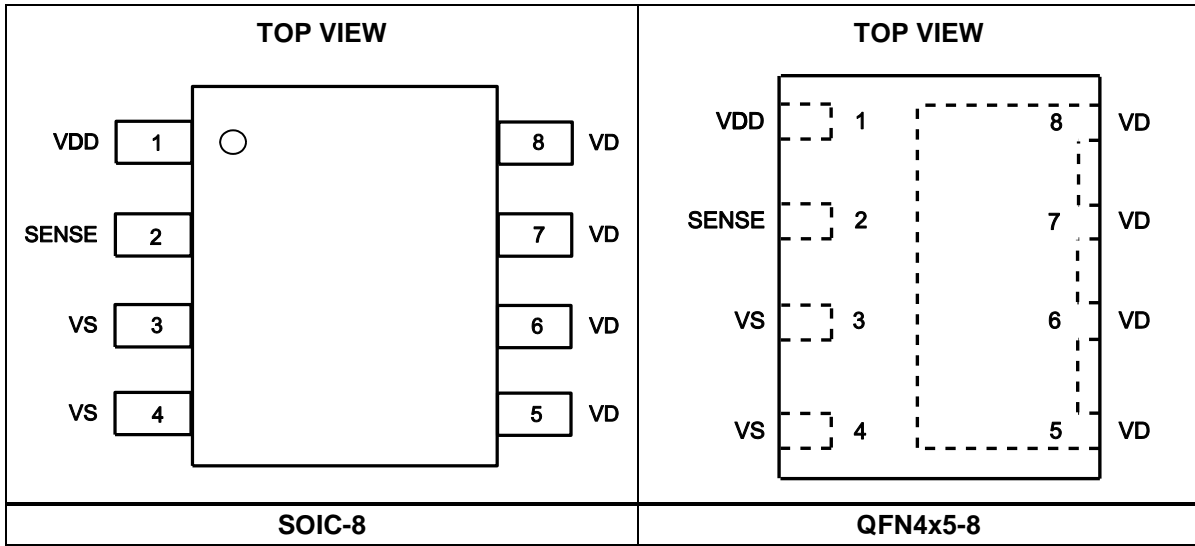 TOP VIEW
VDD 1 8 VD
SENSE 2 7 VD
VS 3 6 VD
VS 4 5 VD
SOIC-8
TOP VIEW
VDD 1 8 VD
SENSE 2 7 VD
VS 3 6 VD
VS 4 5 VD
QFN4x5-8